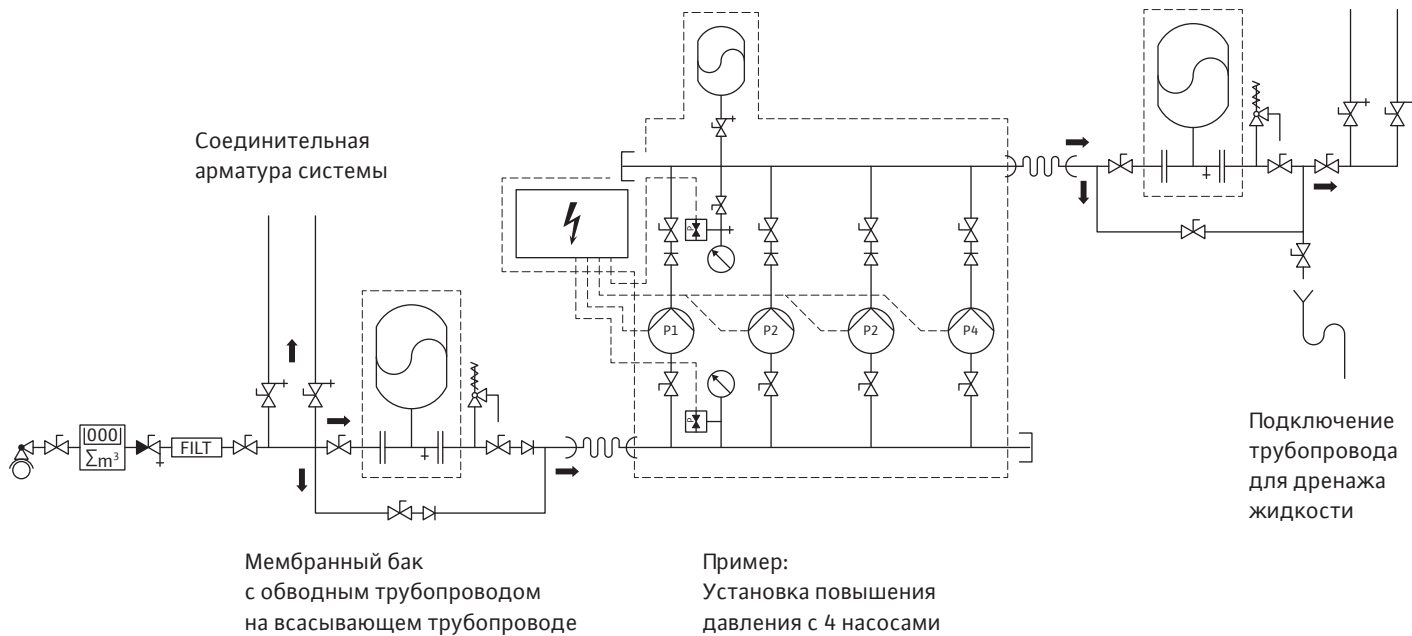 Соединительная
арматура системы
P
P1
P2
P2
P4
P
000
Σm³
FILT
Подключение
трубопровода
для дренажа
жидкости
Мембранный бак
с обводным трубопроводом
на всасывающем трубопроводе
Пример:
Установка повышения
давления с 4 насосами